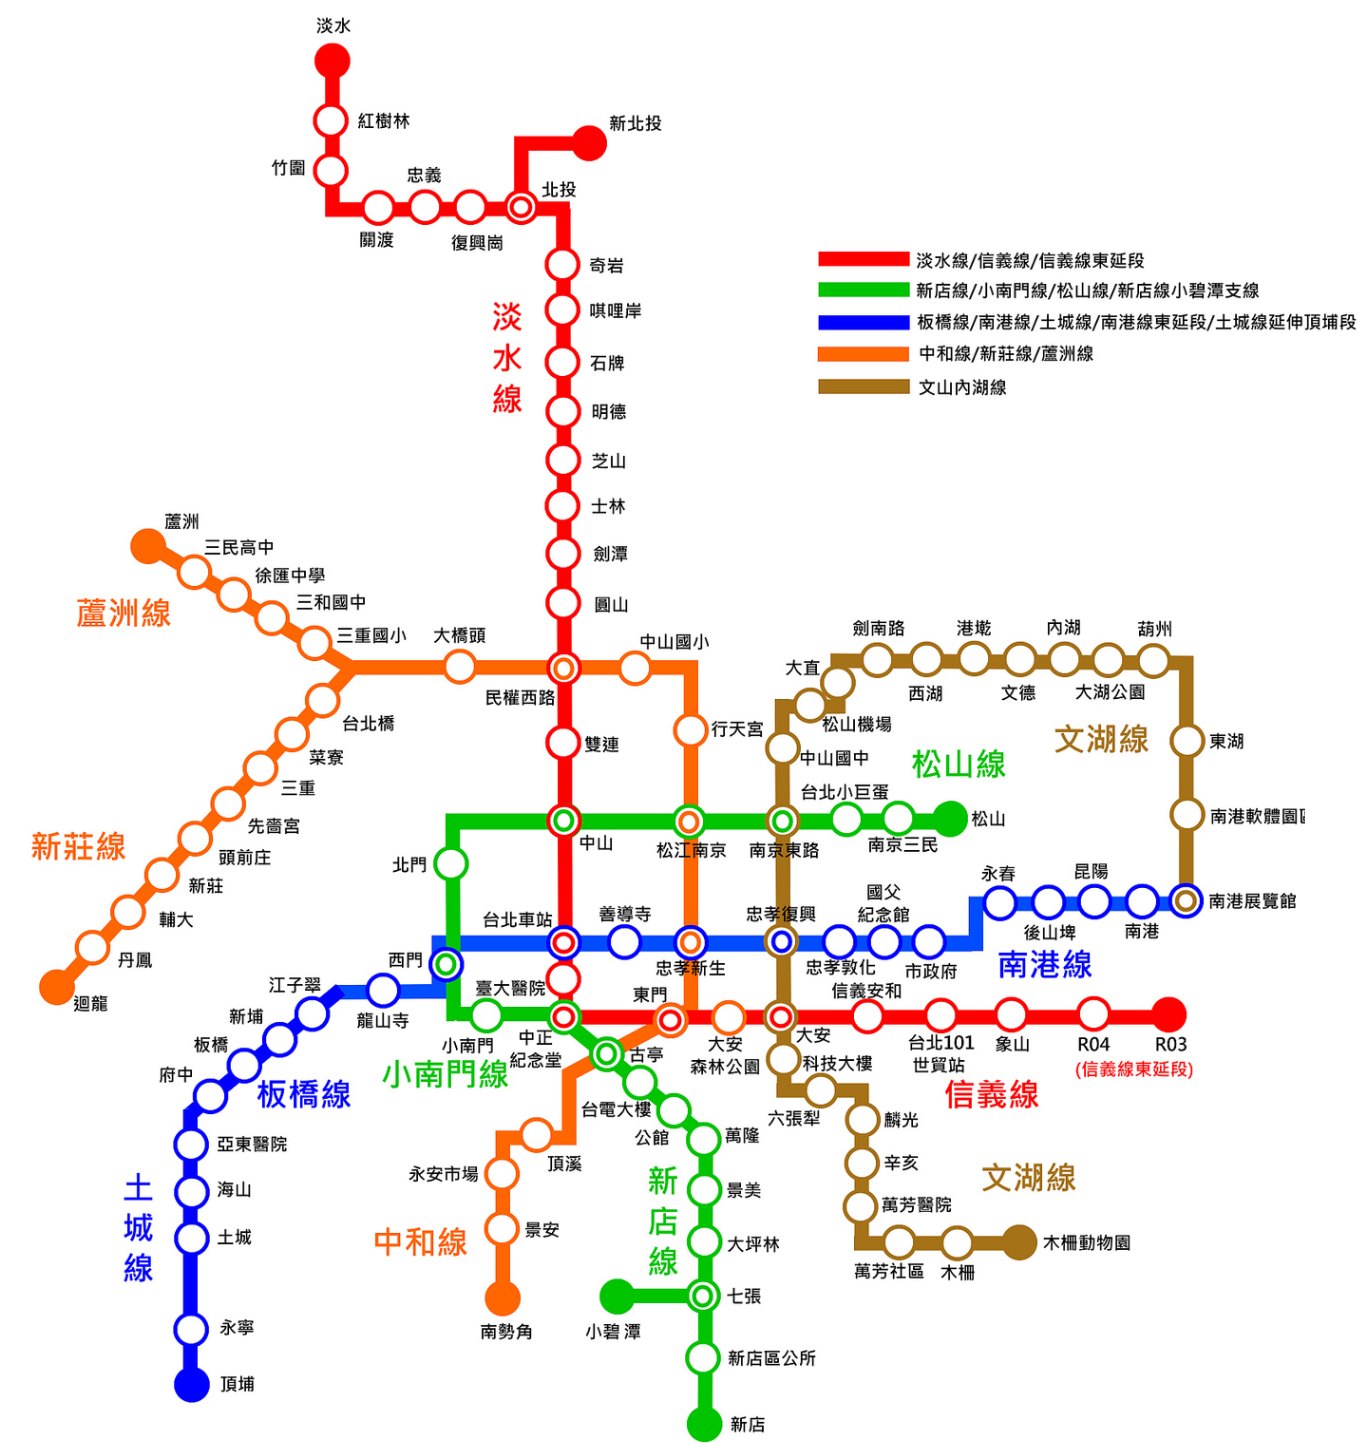 淡水
紅樹林
竹圍
關渡
忠義
復興崗
北投
新北投
奇岩
唭哩岸
石牌
明德
芝山
士林
劍潭
圓山
淡
水
線
淡水線/信義線/信義線東延段
新店線/小南門線/松山線/新店線小碧潭支線
板橋線/南港線/土城線/南港線東延段/土城線延伸頂埔段
中和線/新莊線/蘆洲線
文山內湖線
蘆洲
三民高中
徐匯中學
三和國中
三重國小
蘆洲線
大橋頭
民權西路
中山國小
行天宮
雙連
台北橋
菜寮
三重
先嗇宮
頭前庄
新莊
輔大
丹鳳
迴龍
新莊線
大直
劍南路
西湖
港墘
文德
內湖
大湖公園
葫州
松山機場
中山國中
文湖線
東湖
南港軟體園區
南港展覽館
松山線
台北小巨蛋
南京三民
松山
中山
松江南京
南京東路
北門
台北車站
善導寺
忠孝新生
忠孝復興
忠孝敦化
國父
紀念館
市政府
永春
後山埤
昆陽
南港
南港線
西門
龍山寺
江子翠
新埔
板橋
府中
板橋線
亞東醫院
海山
土城
永寧
頂埔
土
城
線
臺大醫院
小南門
小南門線
中正
紀念堂
東門
大安
森林公園
大安
信義安和
台北101
世貿站
象山
R04
R03
(信義線東延段)
信義線
古亭
台電大樓
公館
萬隆
景美
大坪林
七張
小碧 潭
新店區公所
新店
新
店
線
頂溪
永安市場
景安
南勢角
中和線
科技大樓
六張犁
麟光
辛亥
萬芳醫院
萬芳社區
木柵
木柵動物園
文湖線